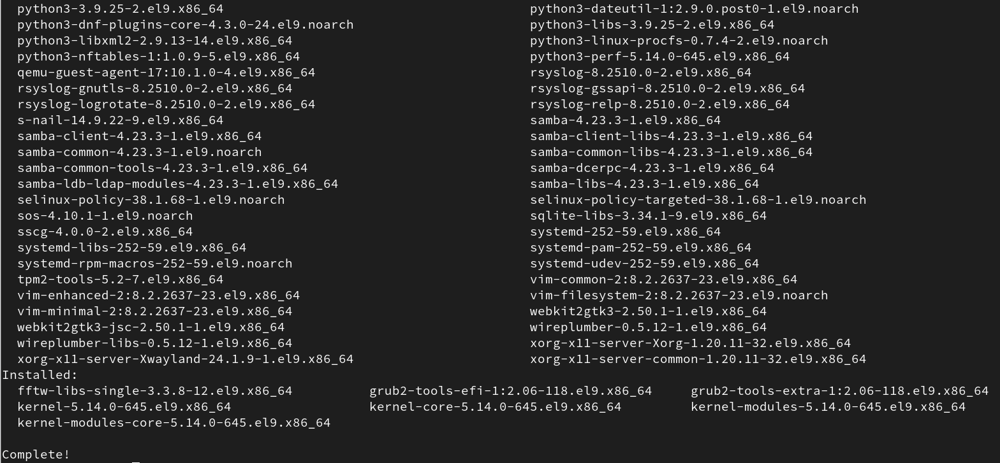 python3-3.9.25-2.el9.x86_64 python3-dateutil-1:2.9.0.post0-1.el9.noarch
python3-dnf-plugins-core-4.3.0-24.el9.noarch python3-libs-3.9.25-2.el9.x86_64
python3-libxml2-2.9.13-14.el9.x86_64 python3-linux-procfs-0.7.4-2.el9.noarch
python3-nftables-1:1.0.9-5.el9.x86_64 python3-perf-5.14.0-645.el9.x86_64
qemu-guest-agent-17:10.1.0-4.el9.x86_64 rsyslog-8.2510.0-2.el9.x86_64
rsyslog-gnutls-8.2510.0-2.el9.x86_64 rsyslog-gssapi-8.2510.0-2.el9.x86_64
rsyslog-logrotate-8.2510.0-2.el9.x86_64 rsyslog-relp-8.2510.0-2.el9.x86_64
s-nail-14.9.22-9.el9.x86_64 samba-4.23.3-1.el9.x86_64
samba-client-4.23.3-1.el9.x86_64 samba-client-libs-4.23.3-1.el9.x86_64
samba-common-4.23.3-1.el9.noarch samba-common-libs-4.23.3-1.el9.x86_64
samba-common-tools-4.23.3-1.el9.x86_64 samba-dcerpc-4.23.3-1.el9.x86_64
samba-ldb-ldap-modules-4.23.3-1.el9.x86_64 samba-libs-4.23.3-1.el9.x86_64
selinux-policy-38.1.68-1.el9.noarch selinux-policy-targeted-38.1.68-1.el9.noarch
sos-4.10.1-1.el9.noarch sqlite-libs-3.34.1-9.el9.x86_64
sscg-4.0.0-2.el9.x86_64 systemd-252-59.el9.x86_64
systemd-libs-252-59.el9.x86_64 systemd-pam-252-59.el9.x86_64
systemd-rpm-macros-252-59.el9.noarch systemd-udev-252-59.el9.x86_64
tpm2-tools-5.2-7.el9.x86_64 vim-common-2:8.2.2637-23.el9.x86_64
vim-enhanced-2:8.2.2637-23.el9.x86_64 vim-filesystem-2:8.2.2637-23.el9.noarch
vim-minimal-2:8.2.2637-23.el9.x86_64 webkit2gtk3-2.50.1-1.el9.x86_64
webkit2gtk3-jsc-2.50.1-1.el9.x86_64 wireplumber-0.5.12-1.el9.x86_64
wireplumber-libs-0.5.12-1.el9.x86_64 xorg-x11-server-Xorg-1.20.11-32.el9.x86_64
xorg-x11-server-Xwayland-24.1.9-1.el9.x86_64 xorg-x11-server-common-1.20.11-32.el9.x86_64
Installed:
fftw-libs-single-3.3.8-12.el9.x86_64 grub2-tools-efi-1:2.06-118.el9.x86_64 grub2-tools-extra-1:2.06-118.el9.x86_64
kernel-5.14.0-645.el9.x86_64 kernel-core-5.14.0-645.el9.x86_64 kernel-modules-5.14.0-645.el9.x86_64
kernel-modules-core-5.14.0-645.el9.x86_64
Complete!